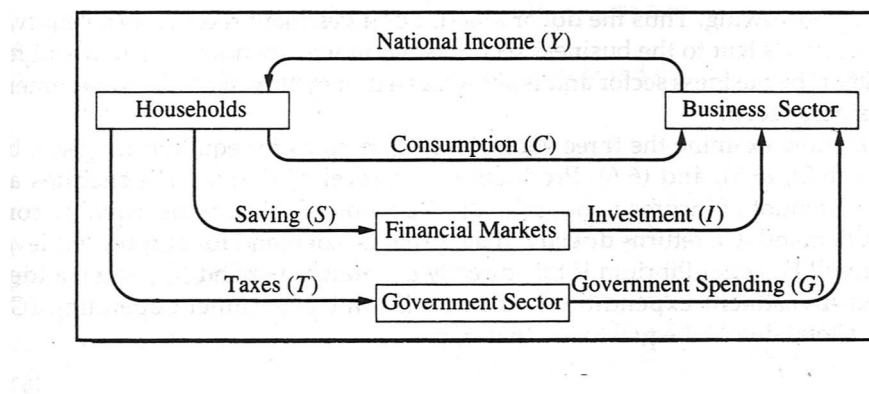 National Income (Y)
Households
Business Sector
Consumption (C)
Saving (S)
Financial Markets
Investment (I)
Taxes (T)
Government Sector
Government Spending (G)